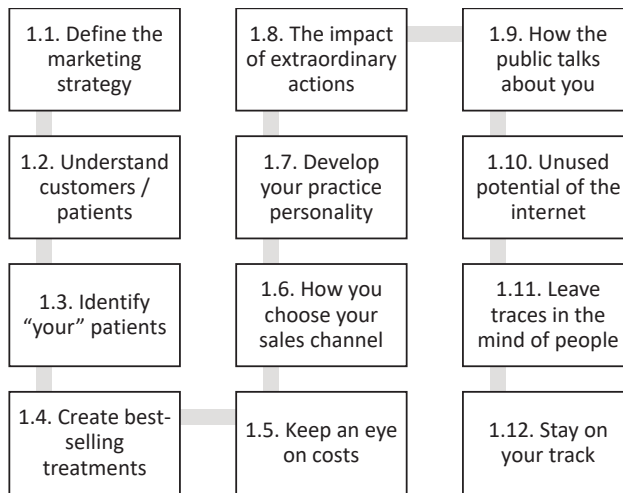 1.1. Define the
marketing
strategy
1.2. Understand
customers /
patients
1.3. Identify
“your” patients
1.4. Create best-
selling
treatments
1.5. Keep an eye
on costs
1.6. How you
choose your
sales channel
1.7. Develop
your practice
personality
1.8. The impact
of extraordinary
actions
1.9. How the
public talks
about you
1.10. Unused
potential of the
internet
1.11. Leave
traces in the
mind of people
1.12. Stay on
your track